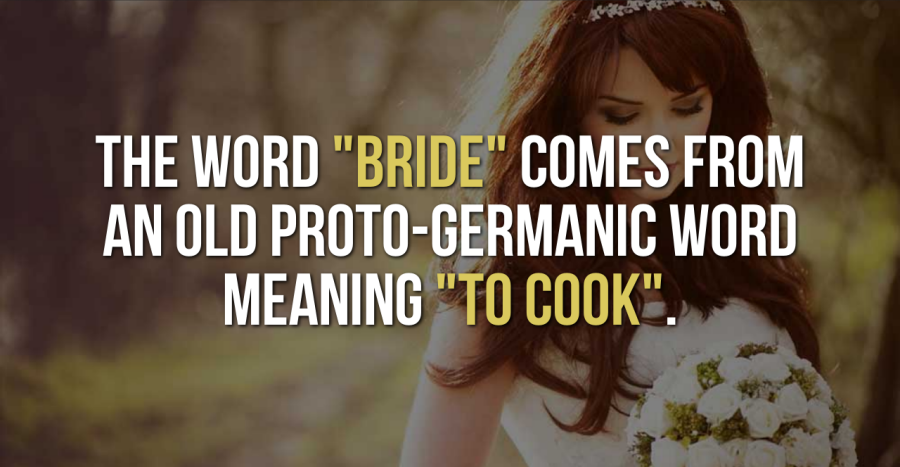 THE WORD "BRIDE" COMES FROM
AN OLD PROTO-GERMANIC WORD
MEANING "TO COOK".